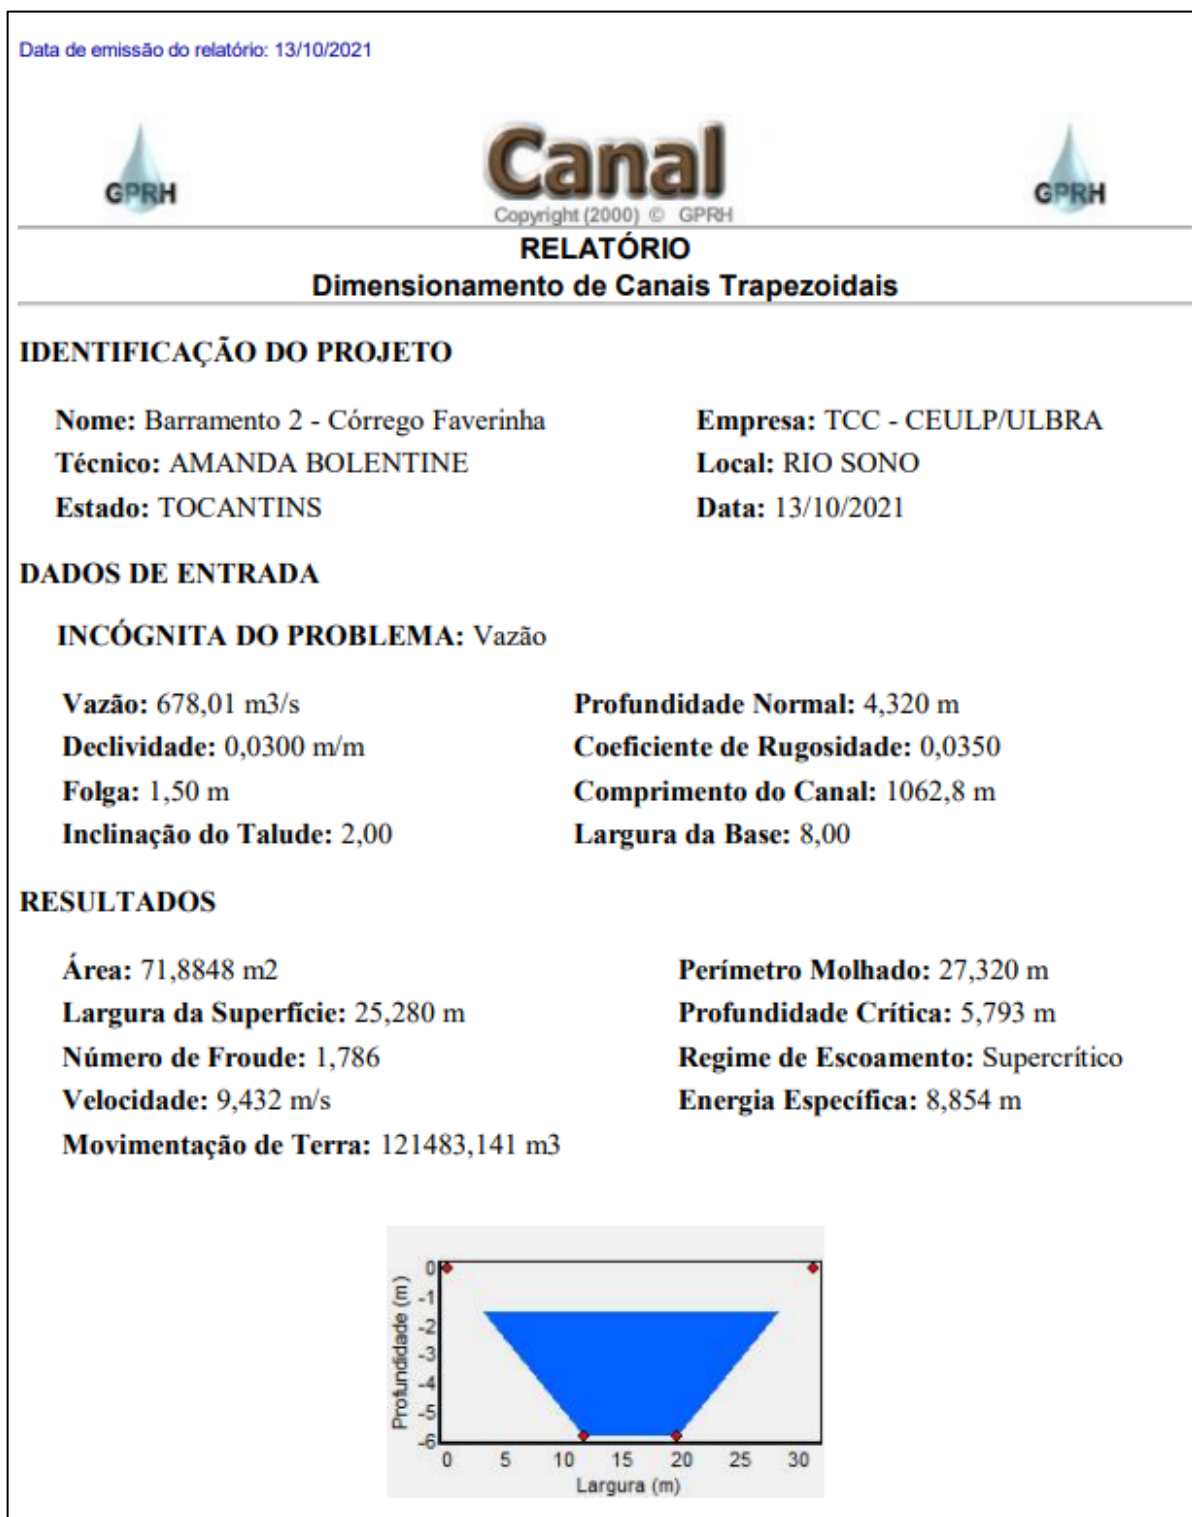 Data de emissão do relatório: 13/10/2021
GPRH
Canal
GPRH
Copyright (2000) © GPRH
RELATÓRIO
Dimensionamento de Canais Trapezoidais
IDENTIFICAÇÃO DO PROJETO
Nome: Barramento 2 - Córrego Faverinha Empresa: TCC - CEULP/ULBRA
Técnico: AMANDA BOLENTINE Local: RIO SONO
Estado: TOCANTINS Data: 13/10/2021
DADOS DE ENTRADA
INCÓGNITA DO PROBLEMA: Vazão
Vazão: 678,01 m3/s Profundidade Normal: 4,320 m
Declividade: 0,0300 m/m Coeficiente de Rugosidade: 0,0350
Folga: 1,50 m Comprimento do Canal: 1062,8 m
Inclinação do Talude: 2,00 Largura da Base: 8,00
RESULTADOS
Área: 71,8848 m2 Perímetro Molhado: 27,320 m
Largura da Superfície: 25,280 m Profundidade Crítica: 5,793 m
Número de Froude: 1,786 Regime de Escoamento: Supercrítico
Velocidade: 9,432 m/s Energia Específica: 8,854 m
Movimentação de Terra: 121483,141 m3
Profundidade (m)
0
-1
-2
-3
-4
-5
-6
0 5 10 15 20 25 30
Largura (m)